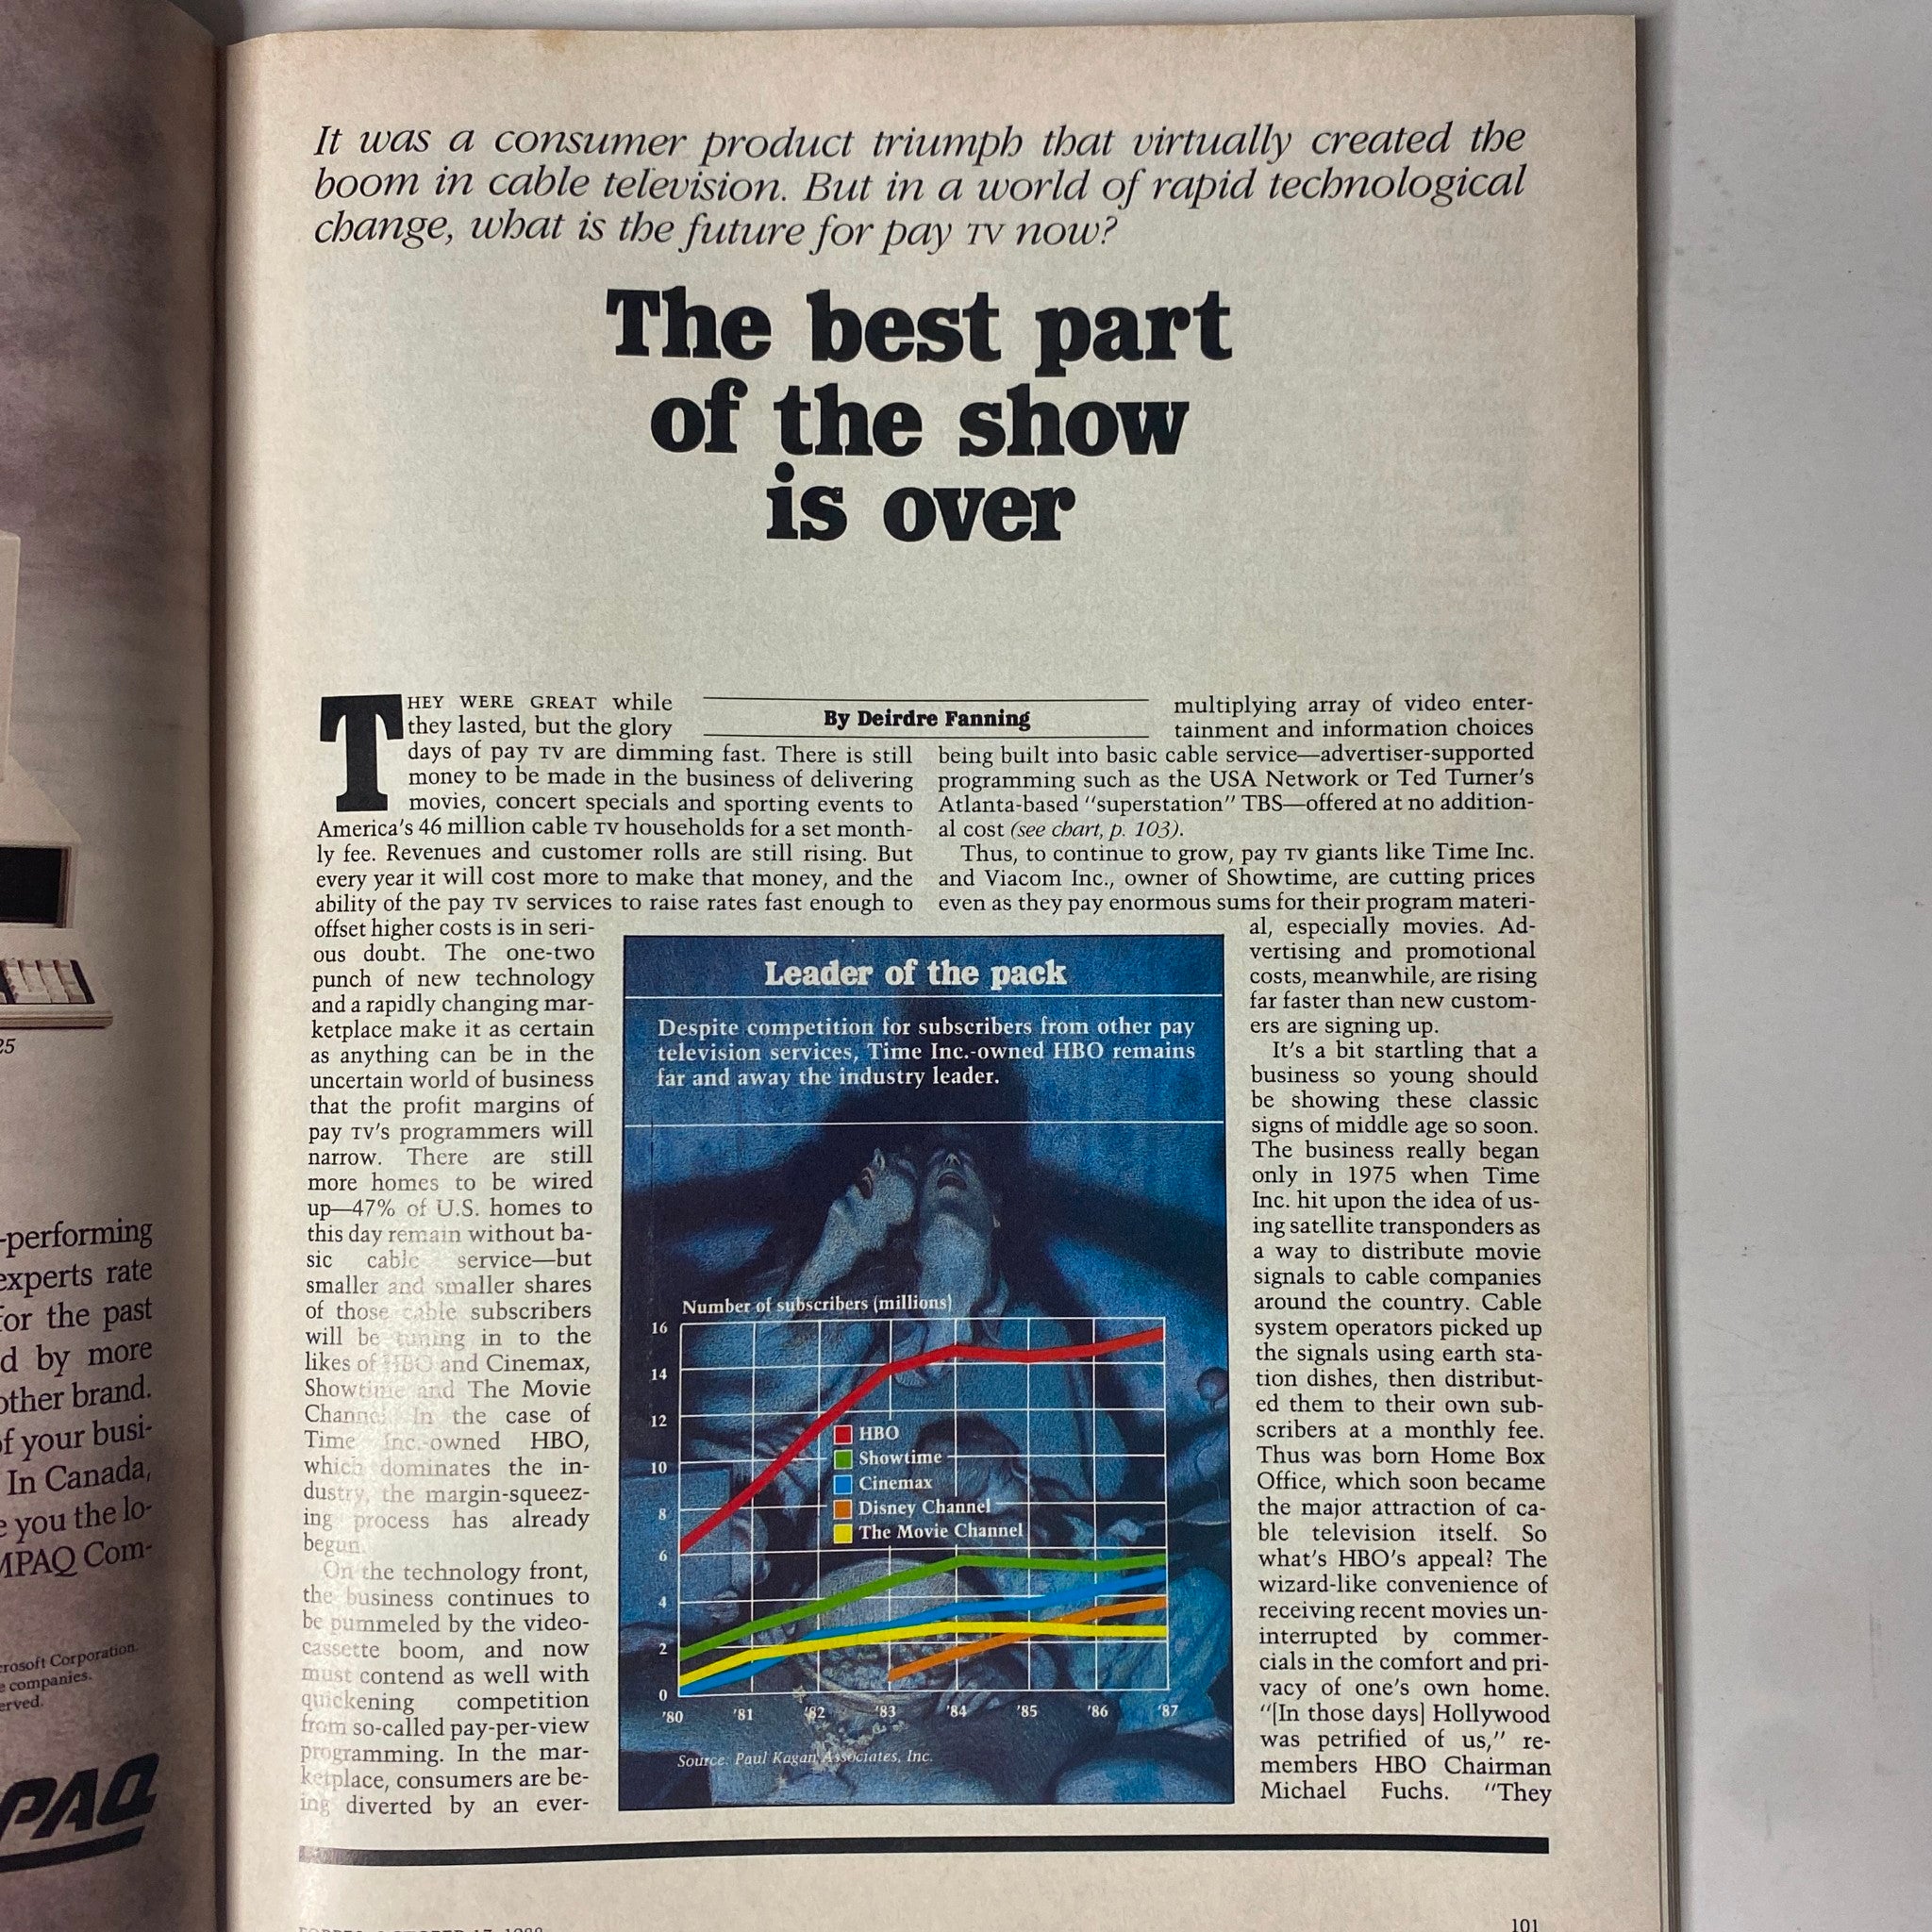 It was a consumer product triumph that virtually created the
boom in cable television. But in a world of rapid technological
change, what is the future for pay TV now?
The best part
of the show
is over
By Deirdre Fanning
THEY WERE GREAT while
they lasted, but the glory
days of pay TV are dimming fast. There is still
money to be made in the business of delivering
movies, concert specials and sporting events to
America's 46 million cable TV households for a set month-
ly fee. Revenues and customer rolls are still rising. But
every year it will cost more to make that money, and the
ability of the pay TV services to raise rates fast enough to
offset higher costs is in seri-
ous doubt. The one-two
punch of new technology
and a rapidly changing mar-
ketplace make it as certain
as anything can be in the
uncertain world of business
that the profit margins of
pay TV's programmers will
narrow. There are still
more homes to be wired
up—47% of U.S. homes to
this day remain without ba-
sic cable service—but
smaller and smaller shares
of those cable subscribers
will be tuning in to the
likes of HBO and Cinemax,
Showtime and The Movie
Channel. In the case of
Time Inc.-owned HBO,
which dominates the in-
dustry, the margin-squeez-
ing process has already
begun.
On the technology front,
the business continues to
be pummeled by the video-
cassette boom, and now
must contend as well with
quickening competition
from so-called pay-per-view
programming. In the mar-
ketplace, consumers are be-
ing diverted by an ever-
multiplying array of video enter-
tainment and information choices
being built into basic cable service—advertiser-supported
programming such as the USA Network or Ted Turner's
Atlanta-based "superstation" TBS—offered at no addition-
al cost (see chart, p. 103).
Thus, to continue to grow, pay TV giants like Time Inc.
and Viacom Inc., owner of Showtime, are cutting prices
even as they pay enormous sums for their program materi-
al, especially movies. Ad-
vertising and promotional
costs, meanwhile, are rising
far faster than new custom-
ers are signing up.
It's a bit startling that a
business so young should
be showing these classic
signs of middle age so soon.
The business really began
only in 1975 when Time
Inc. hit upon the idea of us-
ing satellite transponders as
a way to distribute movie
signals to cable companies
around the country. Cable
system operators picked up
the signals using earth sta-
tion dishes, then distribut-
ed them to their own sub-
scribers at a monthly fee.
Thus was born Home Box
Office, which soon became
the major attraction of ca-
ble television itself. So
what's HBO's appeal? The
wizard-like convenience of
receiving recent movies un-
interrupted by commer-
cials in the comfort and pri-
vacy of one's own home.
"[In those days] Hollywood
was petrified of us," re-
members HBO Chairman
Michael Fuchs. "They
Leader of the pack
Despite competition for subscribers from other pay
television services, Time Inc.-owned HBO remains
far and away the industry leader.
Number of subscribers (millions)
16
14
12
10
8
6
4
2
0
HBO
Showtime
Cinemax
Disney Channel
The Movie Channel
'80 '81 '82 '83 '84 '85 '86 '87
Source: Paul Kagan Associates, Inc.
101
25
-performing
experts rate
for the past
d by more
other brand.
of your busi-
In Canada,
e you the lo-
MPAQ Com-
rosoft Corporation.
e companies.
erved.
PAQ